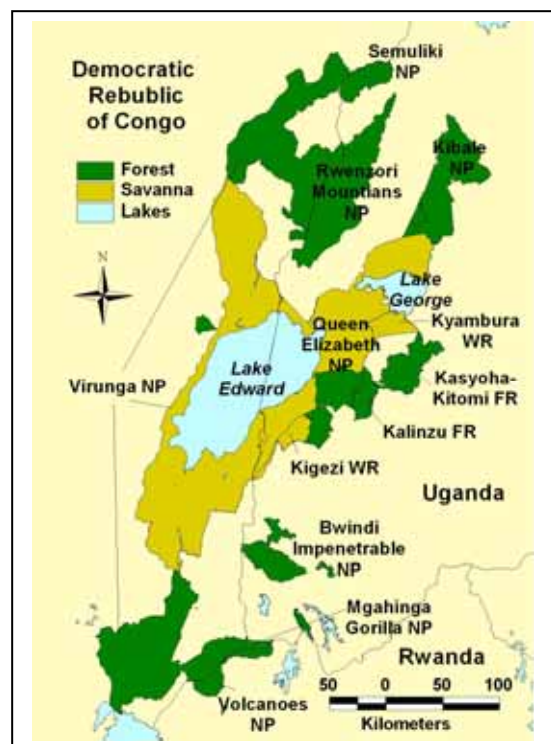 Semuliki
NP
Democratic
Rebublic
of Congo
Kibale
NP
Forest
Savanna
Lakes
Rwenzori
Mountians
NP
N
Lake
George
Queen
Elizabeth
NP
Kyambura
WR
Lake
Edward
Kasyoha-
Kitomi FR
Virunga NP
Kalinzu FR
Kigezi WR
Uganda
Bwindi
Impenetrable
NP
Mgahinga
Gorilla NP
Rwanda
Volcanoes
NP
50 0 50 100
Kilometers